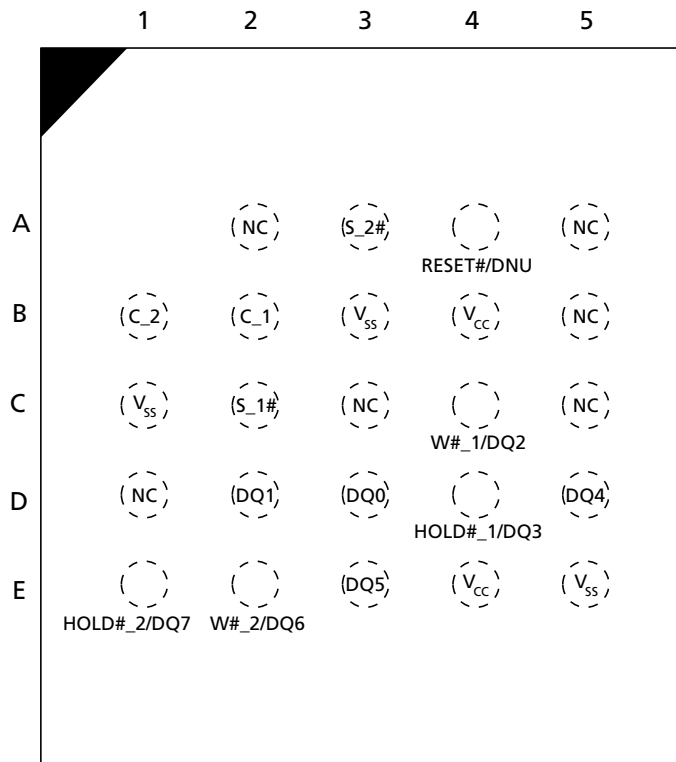 1 2 3 4 5
A NC S_2# NC
RESET#/DNU
B C_2 C_1 VSS VCC NC
C VSS S_1# NC NC
W#_1/DQ2
D NC DQ1 DQ0 DQ4
HOLD#_1/DQ3
E DQ5 VCC VSS
HOLD#_2/DQ7 W#_2/DQ6